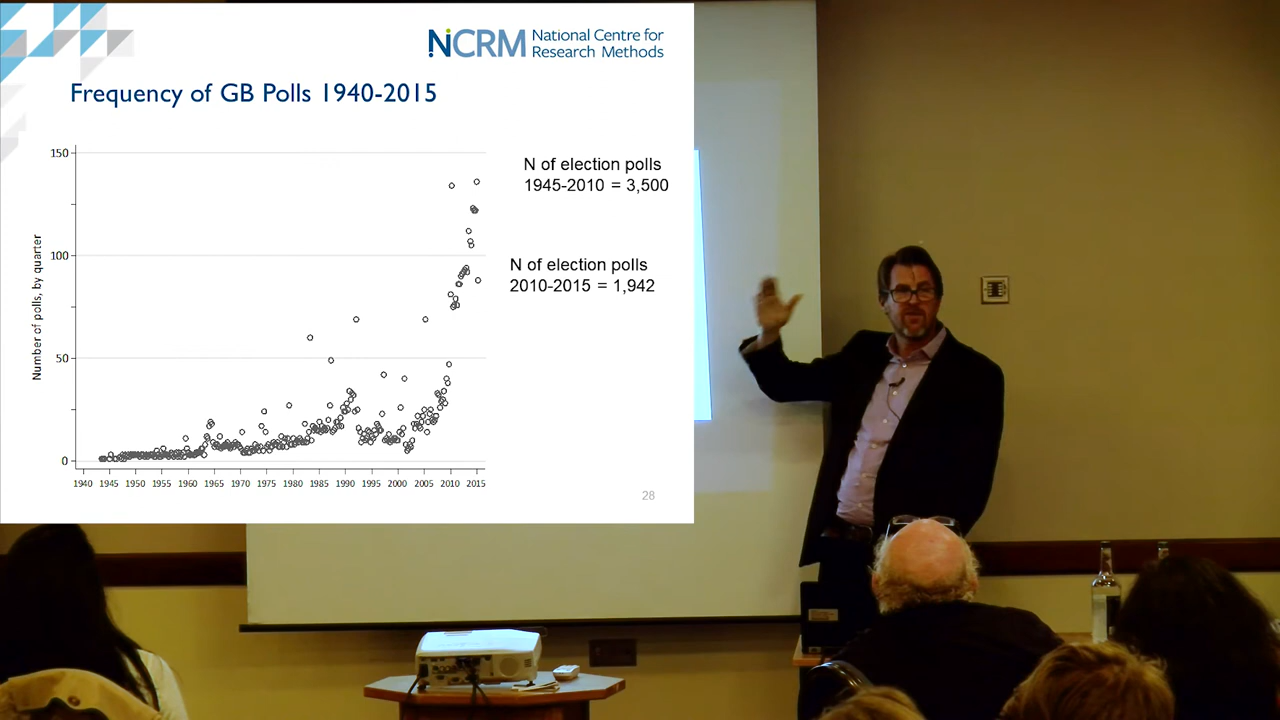 NCRM National Centre for
Research Methods
Frequency of GB Polls 1940-2015
Number of polls, by quarter
150
100
50
0
1940 1945 1950 1955 1960 1965 1970 1975 1980 1985 1990 1995 2000 2005 2010 2015
N of election polls
1945-2010 = 3,500
N of election polls
2010-2015 = 1,942
28